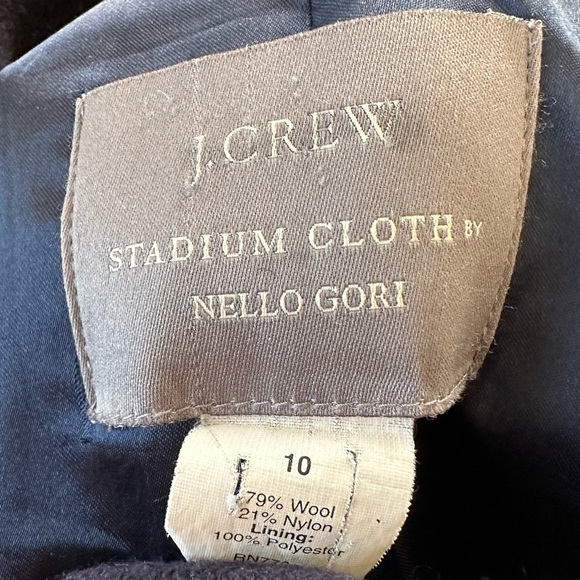 J.CREW
STADIUM CLOTH BY
NELLO GORI
10
79% Wool
21% Nylon
Lining:
100% Polyester